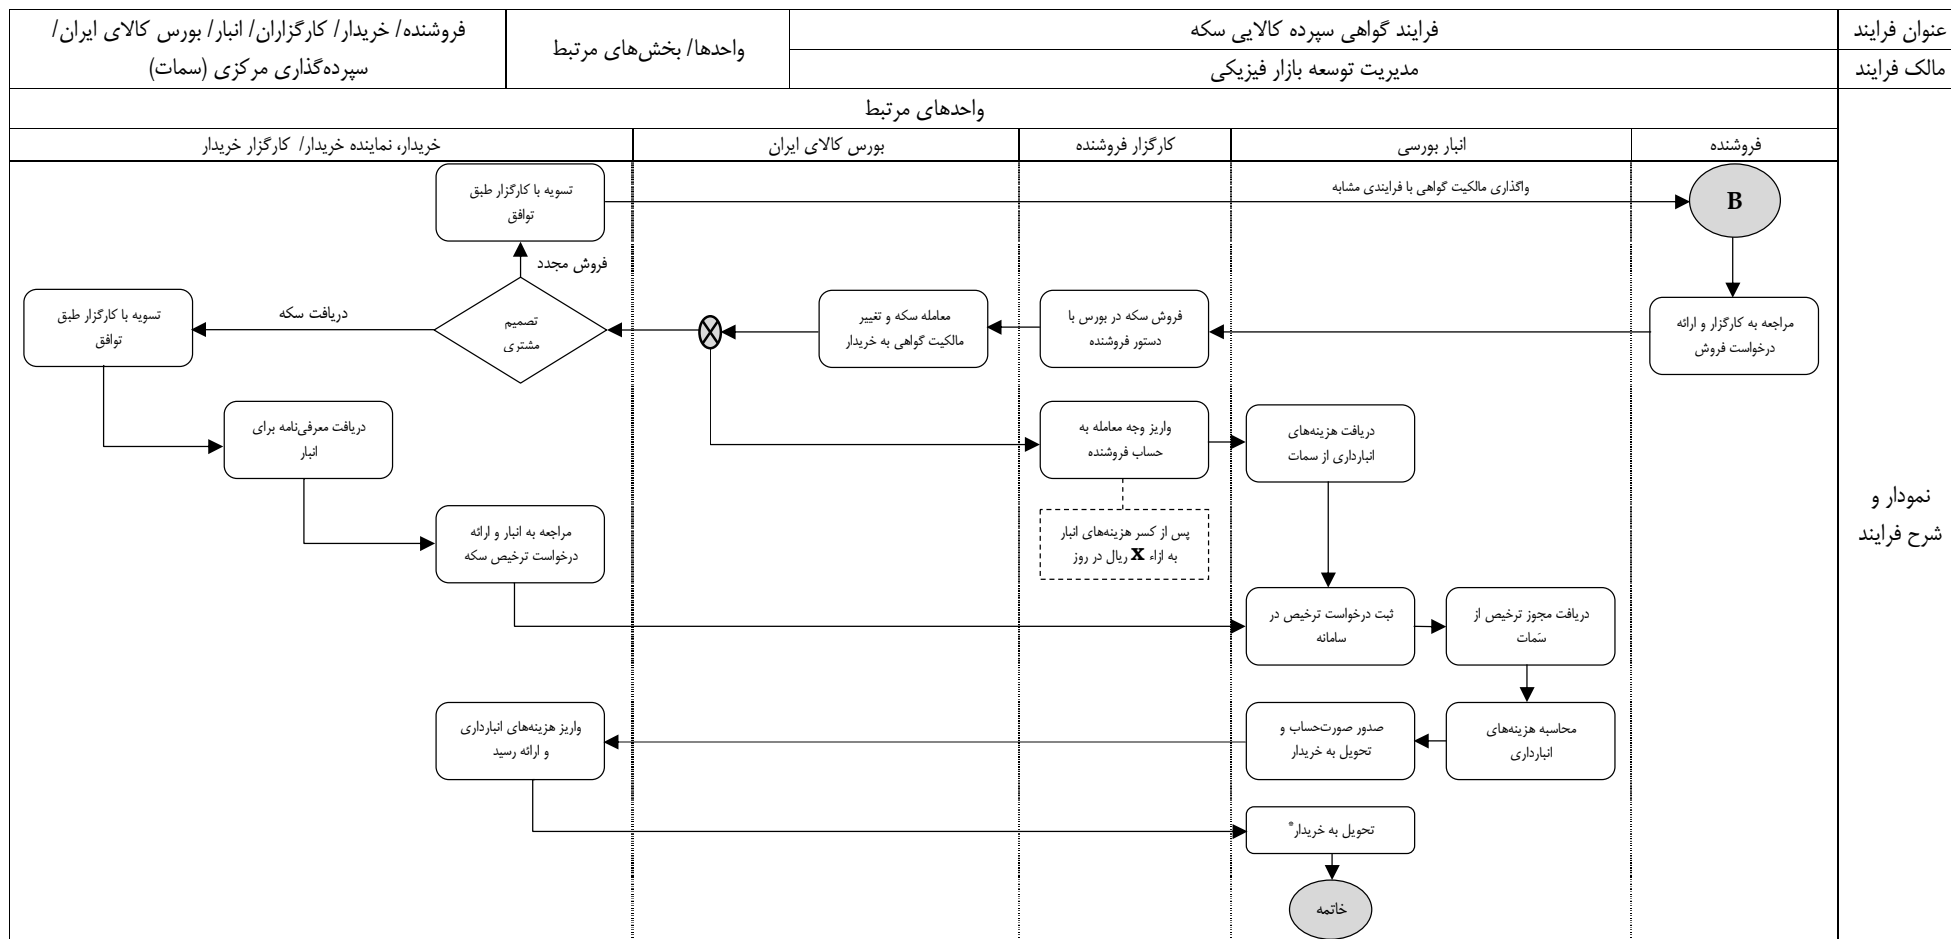 عنوان فرایند
فرایند گواهی سپرده کالایی سکه
واحدها/ بخش‌های مرتبط
فروشنده/ خریدار/ کارگزاران/ انبار/ بورس کالای ایران/
سپرده‌گذاری مرکزی (سمات)
مالک فرایند
مدیریت توسعه بازار فیزیکی
واحدهای مرتبط
فروشنده
انبار بورسی
کارگزار فروشنده
بورس کالای ایران
خریدار، نماینده خریدار/ کارگزار خریدار
نمودار و
شرح فرایند
B
واگذاری مالکیت گواهی با فرایندی مشابه
تسویه با کارگزار طبق
توافق
فروش مجدد
مراجعه به کارگزار و ارائه
درخواست فروش
فروش سکه در بورس با
دستور فروشنده
معامله سکه و تغییر
مالکیت گواهی به خریدار
تصمیم
مشتری
دریافت سکه
تسویه با کارگزار طبق
توافق
دریافت هزینه‌های
انبارداری از سمات
واریز وجه معامله به
حساب فروشنده
دریافت معرفی‌نامه برای
انبار
پس از کسر هزینه‌های انبار
به ازاء X ریال در روز
مراجعه به انبار و ارائه
درخواست ترخیص سکه
دریافت مجوز ترخیص از
سَمات
ثبت درخواست ترخیص در
سامانه
محاسبه هزینه‌های
انبارداری
صدور صورت‌حساب و
تحویل به خریدار
واریز هزینه‌های انبارداری
و ارائه رسید
تحویل به خریدار*
خاتمه